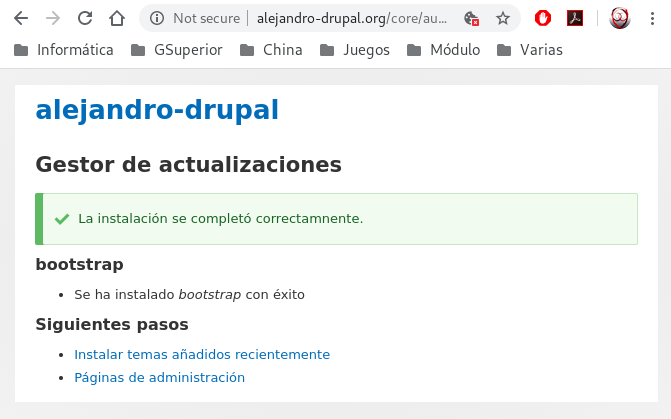 Not secure | alejandro-drupal.org/core/au...
Informática GSuperior China Juegos Módulo Varias
alejandro-drupal
Gestor de actualizaciones
La instalación se completó correctamnente.
bootstrap
• Se ha instalado bootstrap con éxito
Siguientes pasos
• Instalar temas añadidos recientemente
• Páginas de administración